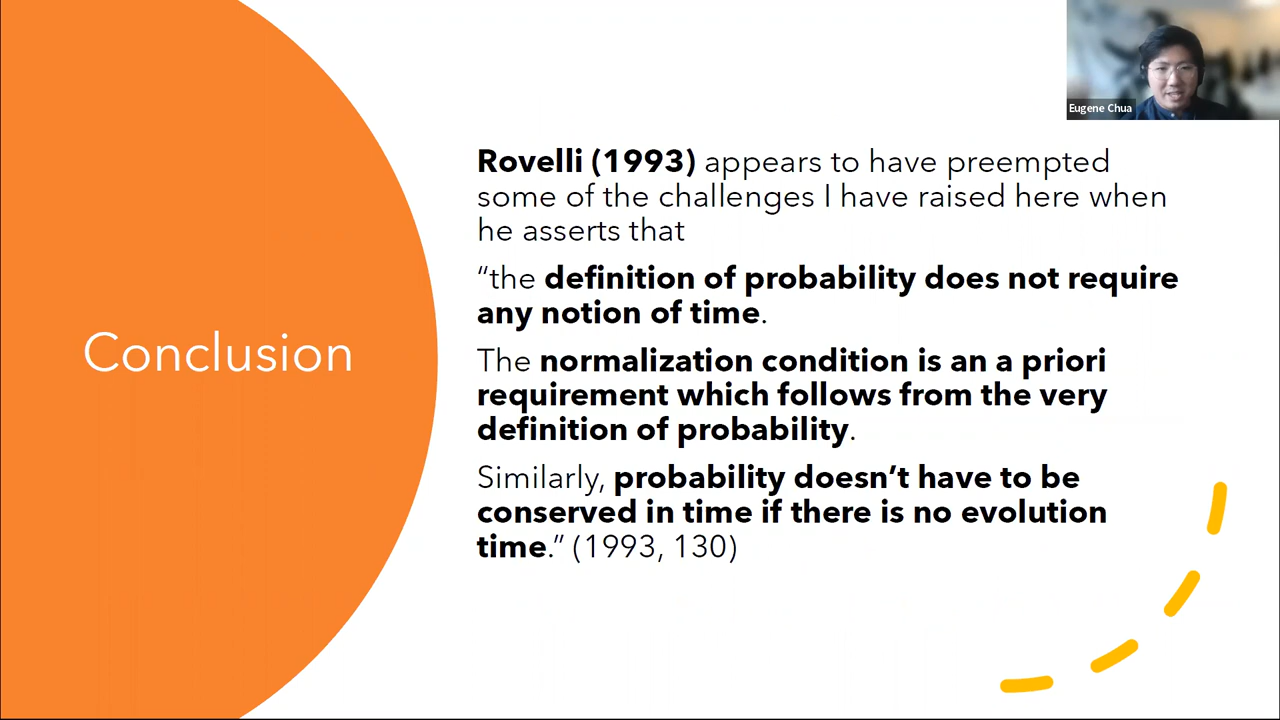 Eugene Chua
Conclusion
Rovelli (1993) appears to have preempted
some of the challenges I have raised here when
he asserts that
“the definition of probability does not require
any notion of time.
The normalization condition is an a priori
requirement which follows from the very
definition of probability.
Similarly, probability doesn’t have to be
conserved in time if there is no evolution
time.” (1993, 130)